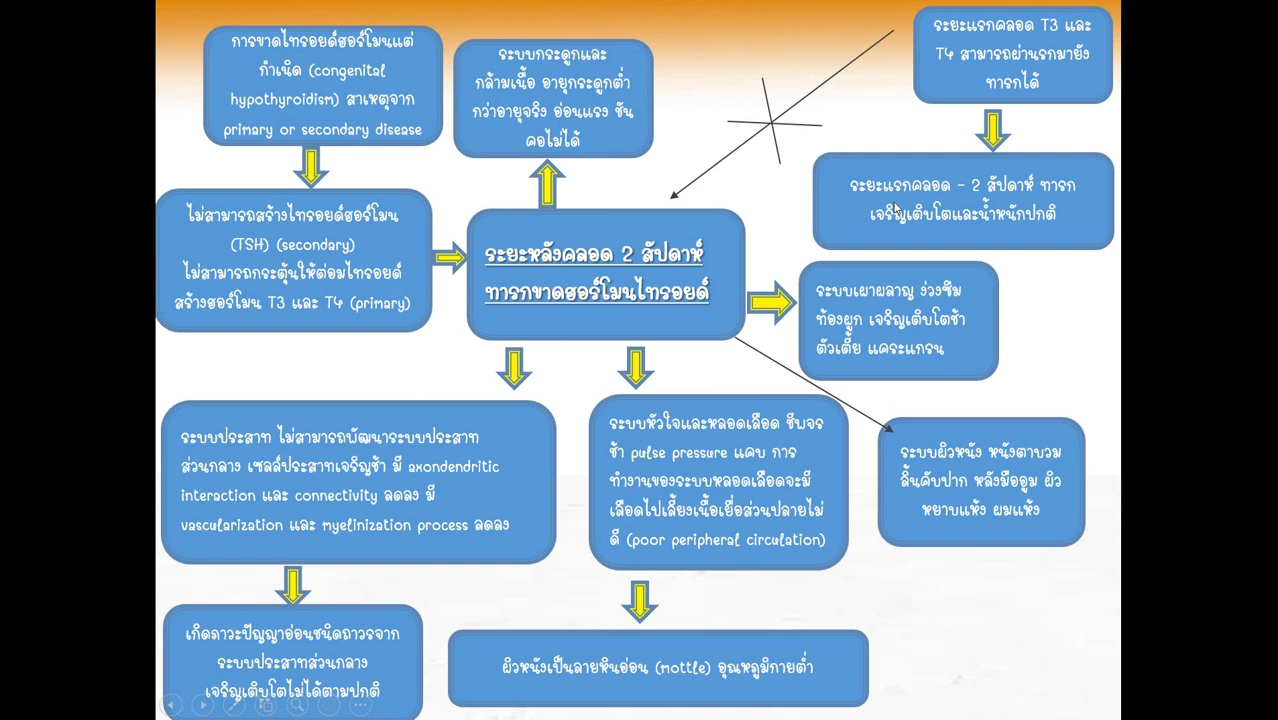 การขาดไทรอยด์ฮอร์โมนแต่
กำเนิด (congenital
hypothyroidism) สาเหตุจาก
primary or secondary disease
ระบบกระดูกและ
กล้ามเนื้อ อายุกระดูกต่ำ
กว่าอายุจริง อ่อนแรง ชัน
คอไม่ได้
ระยะแรกคลอด T3 และ
T4 สามารถผ่านรกมายัง
ทารกได้
ระยะแรกคลอด - 2 สัปดาห์ ทารก
เจริญเติบโตและน้ำหนักปกติ
ไม่สามารถสร้างไทรอยด์ฮอร์โมน
(TSH) (secondary)
ไม่สามารถกระตุ้นให้ต่อมไทรอยด์
สร้างฮอร์โมน T3 และ T4 (primary)
ระยะหลังคลอด 2 สัปดาห์
ทารกขาดฮอร์โมนไทรอยด์
ระบบเผาผลาญ ง่วงซึม
ท้องผูก เจริญเติบโตช้า
ตัวเตี้ย แคระแกรน
ระบบประสาท ไม่สามารถพัฒนาระบบประสาท
ส่วนกลาง เซลล์ประสาทเจริญช้า มี axondendritic
interaction และ connectivity ลดลง มี
vascularization และ myelinization process ลดลง
ระบบหัวใจและหลอดเลือด ชีพจร
ช้า pulse pressure แคบ การ
ทำงานของระบบหลอดเลือดจะมี
เลือดไปเลี้ยงเนื้อเยื่อส่วนปลายไม่
ดี (poor peripheral circulation)
ระบบผิวหนัง หนังตาบวม
ลิ้นคับปาก หลังมืออูม ผิว
หยาบแห้ง ผมแห้ง
เกิดภาวะปัญญาอ่อนชนิดถาวรจาก
ระบบประสาทส่วนกลาง
เจริญเติบโตไม่ได้ตามปกติ
ผิวหนังเป็นลายหินอ่อน (mottle) อุณหภูมิกายต่ำ